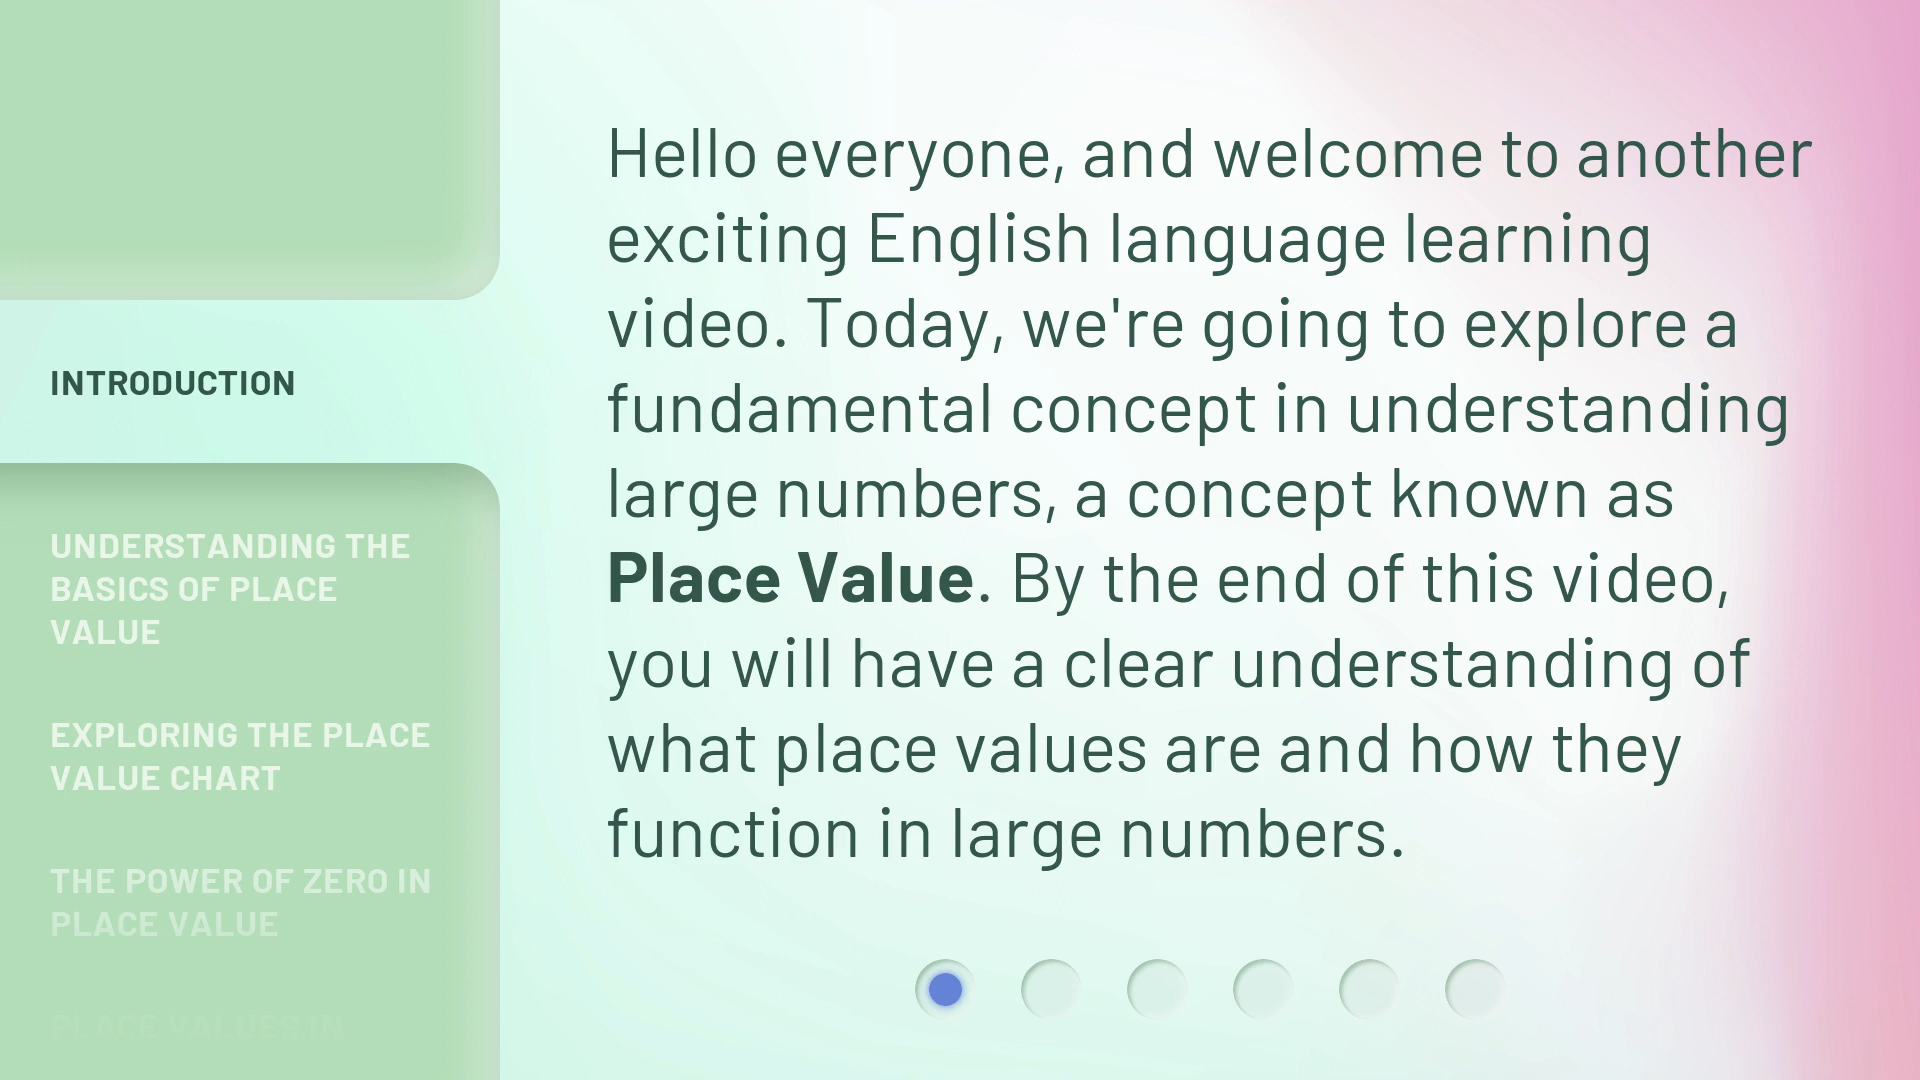 INTRODUCTION
UNDERSTANDING THE
BASICS OF PLACE
VALUE
EXPLORING THE PLACE
VALUE CHART
THE POWER OF ZERO IN
PLACE VALUE
PLACE VALUES IN
Hello everyone, and welcome to another
exciting English language learning
video. Today, we're going to explore a
fundamental concept in understanding
large numbers, a concept known as
Place Value. By the end of this video,
you will have a clear understanding of
what place values are and how they
function in large numbers.